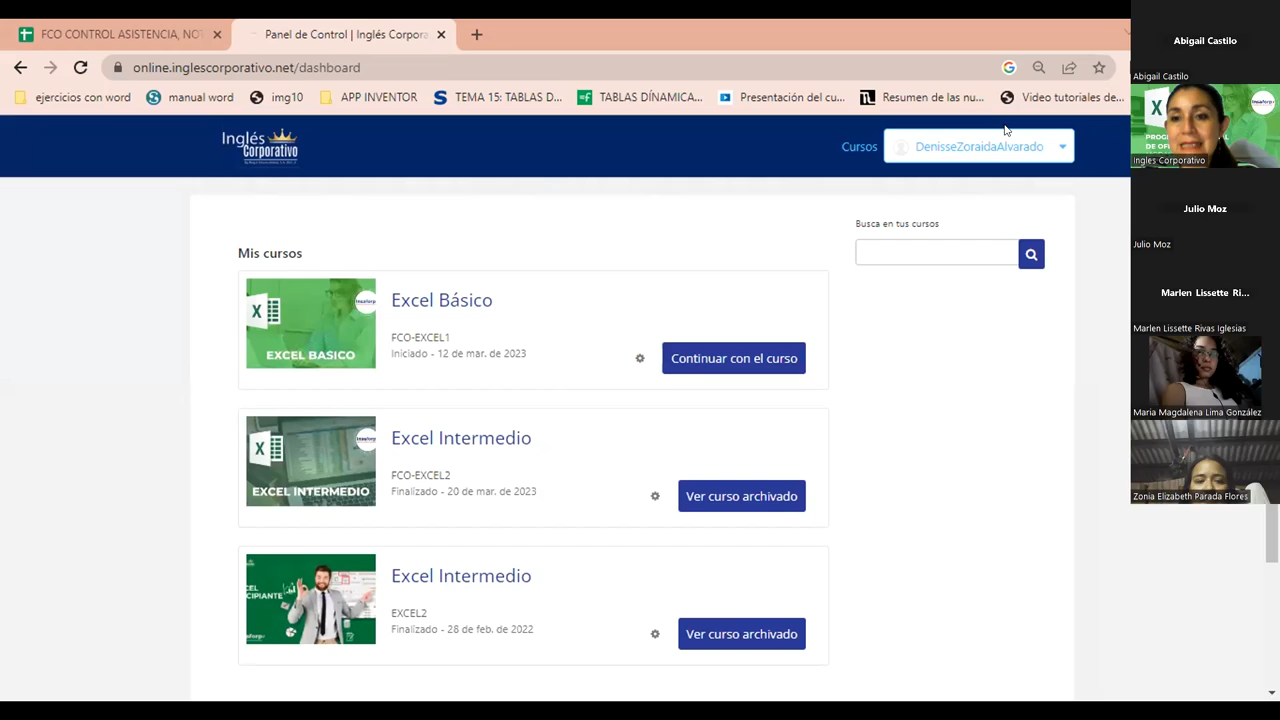 FCO CONTROL ASISTENCIA, NOT
Panel de Control | Inglés Corpora
online.inglescorporativo.net/dashboard
ejercicios con word
manual word
img10
APP INVENTOR
TEMA 15: TABLAS D...
TABLAS DÍNAMICA...
Presentación del cu...
Resumen de las nu...
Video tutoriales de...
Inglés
Corporativo
Cursos
DenisseZoraidaAlvarado
Busca en tus cursos
Mis cursos
EXCEL BASICO
Excel Básico
FCO-EXCEL1
Iniciado - 12 de mar. de 2023
Continuar con el curso
EXCEL INTERMEDIO
Excel Intermedio
FCO-EXCEL2
Finalizado - 20 de mar. de 2023
Ver curso archivado
Excel Intermedio
EXCEL2
Finalizado - 28 de feb. de 2022
Ver curso archivado
Abigail Castilo
Abigail Castilo
Ingles Corporativo
Julio Moz
Julio Moz
Marlen Lissette Ri...
Marlen Lissette Rivas Iglesias
Maria Magdalena Lima González
Zonia Elizabeth Parada Flores